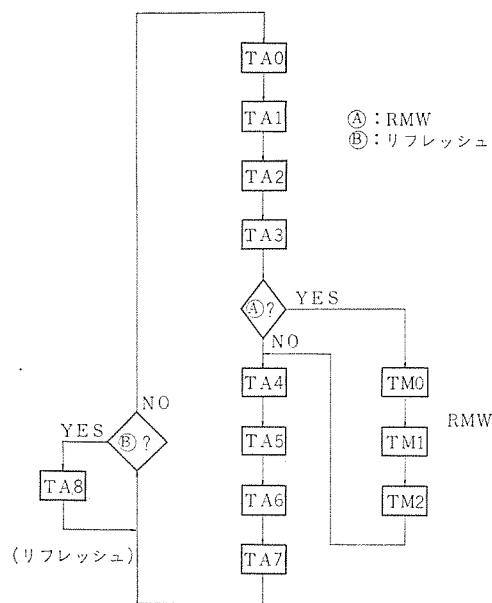 TA0
TA1
Ⓐ：RMW
Ⓑ：リフレッシュ
TA2
TA3
Ⓐ?
YES
NO
TA4
TM0
NO
YES
Ⓑ?
TA5
TM1
RMW
TA8
TA6
TM2
(リフレッシュ)
TA7